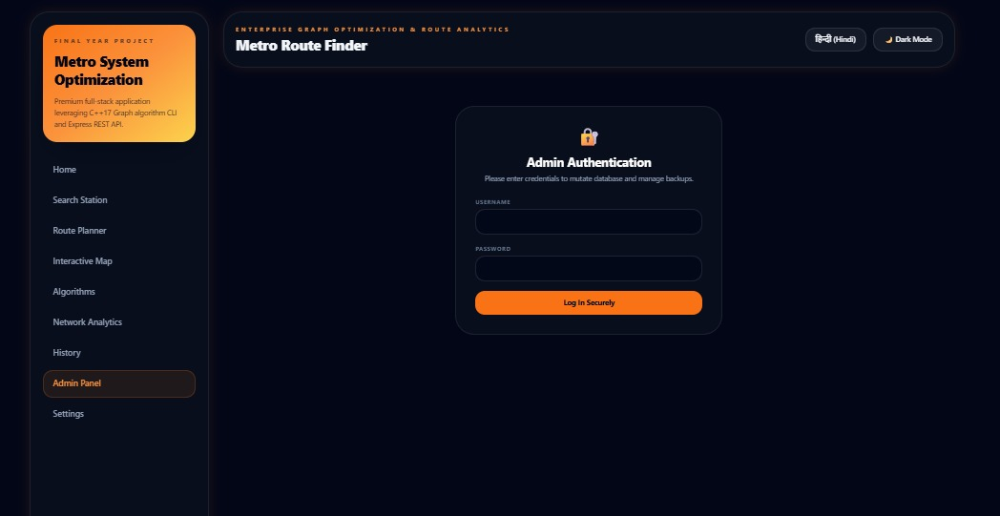 FINAL YEAR PROJECT
Metro System
Optimization
Premium full-stack application
leveraging C++17 Graph algorithm CLI
and Express REST API.
Home
Search Station
Route Planner
Interactive Map
Algorithms
Network Analytics
History
Admin Panel
Settings
ENTERPRISE GRAPH OPTIMIZATION & ROUTE ANALYTICS
Metro Route Finder
हिन्दी (Hindi)
Dark Mode
Admin Authentication
Please enter credentials to mutate database and manage backups.
USERNAME
PASSWORD
Log In Securely